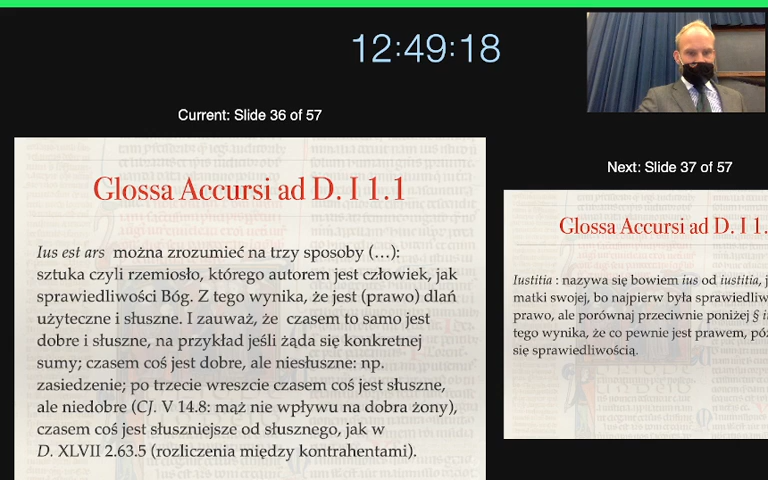 12:49:18
Current: Slide 36 of 57
Glossa Accursi ad D. I 1.1
Ius est ars można zrozumieć na trzy sposoby (…):
sztuka czyli rzemiosło, którego autorem jest człowiek, jak
sprawiedliwości Bóg. Z tego wynika, że jest (prawo) dlań
użyteczne i słuszne. I zauważ, że czasem to samo jest
dobre i słuszne, na przykład jeśli żąda się konkretnej
sumy; czasem coś jest dobre, ale niesłuszne: np.
zasiedzenie; po trzecie wreszcie czasem coś jest słuszne,
ale niedobre (CJ. V 14.8: mąż nie wpływu na dobra żony),
czasem coś jest słuszniejsze od słusznego, jak w
D. XLVII 2.63.5 (rozliczenia między kontrahentami).
Next: Slide 37 of 57
Glossa Accursi ad D. I 1.
Iustitia : nazywa się bowiem ius od iustitia, j
matki swojej, bo najpierw była sprawiedliw
prawo, ale porównaj przeciwnie poniżej §
tego wynika, że co pewnie jest prawem, póź
się sprawiedliwością.